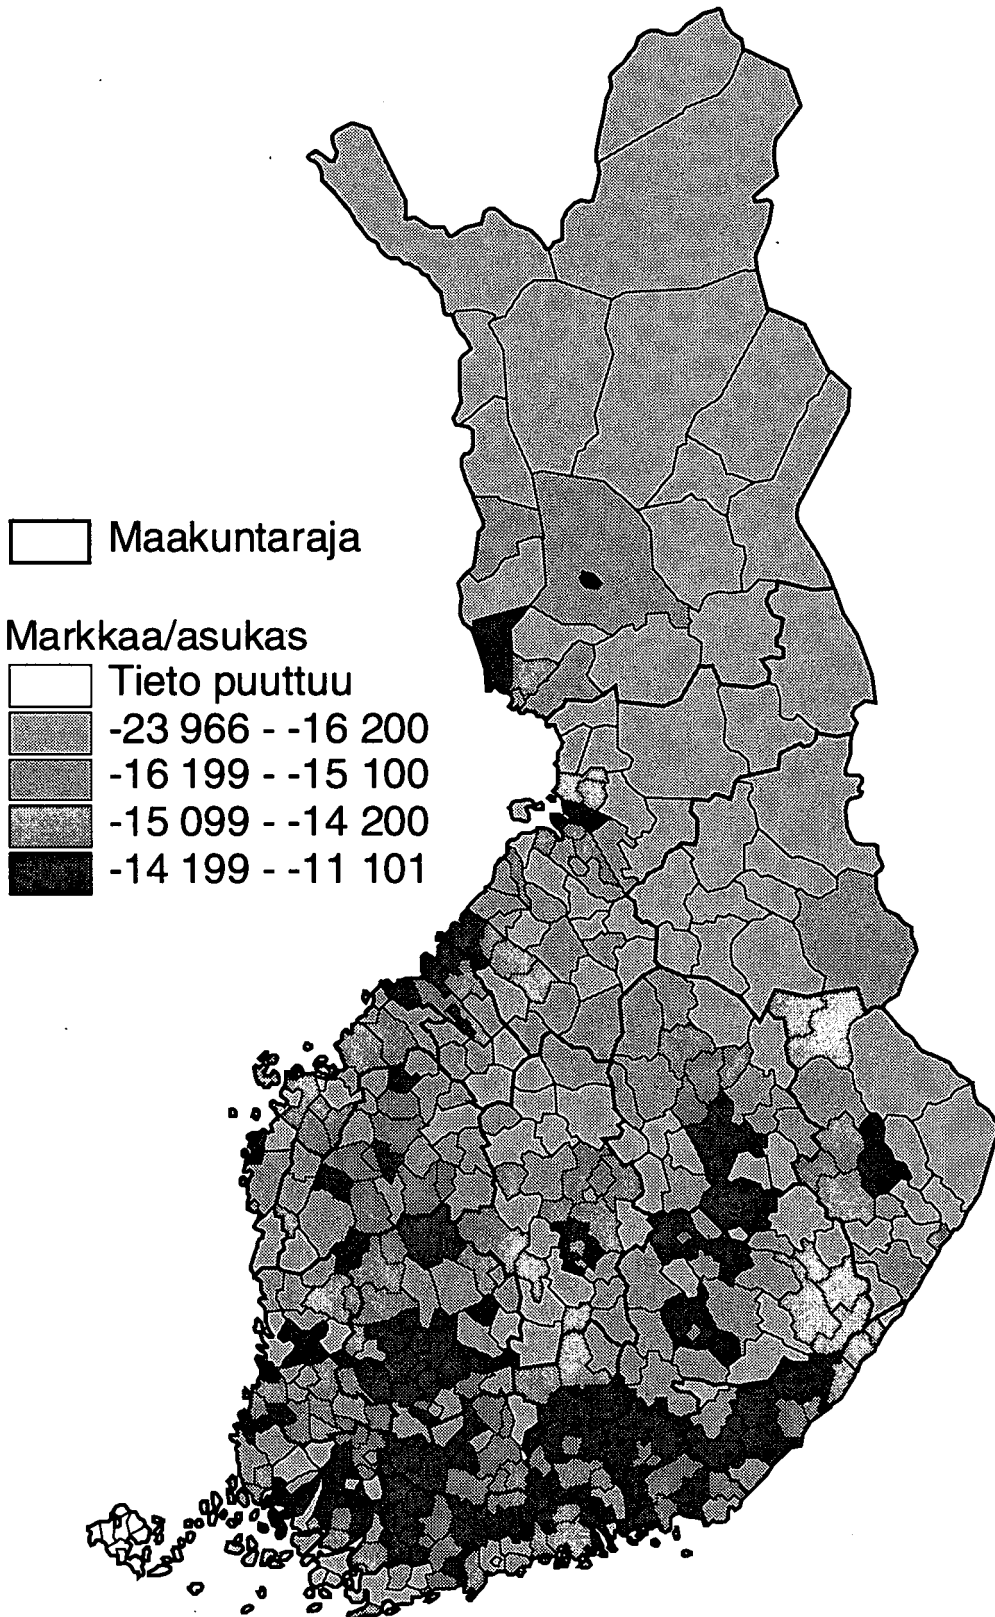 Maakuntaraja
Markkaa/asukas
Tieto puuttuu
-23 966 - -16 200
-16 199 - -15 100
-15 099 - -14 200
-14 199 - -11 101